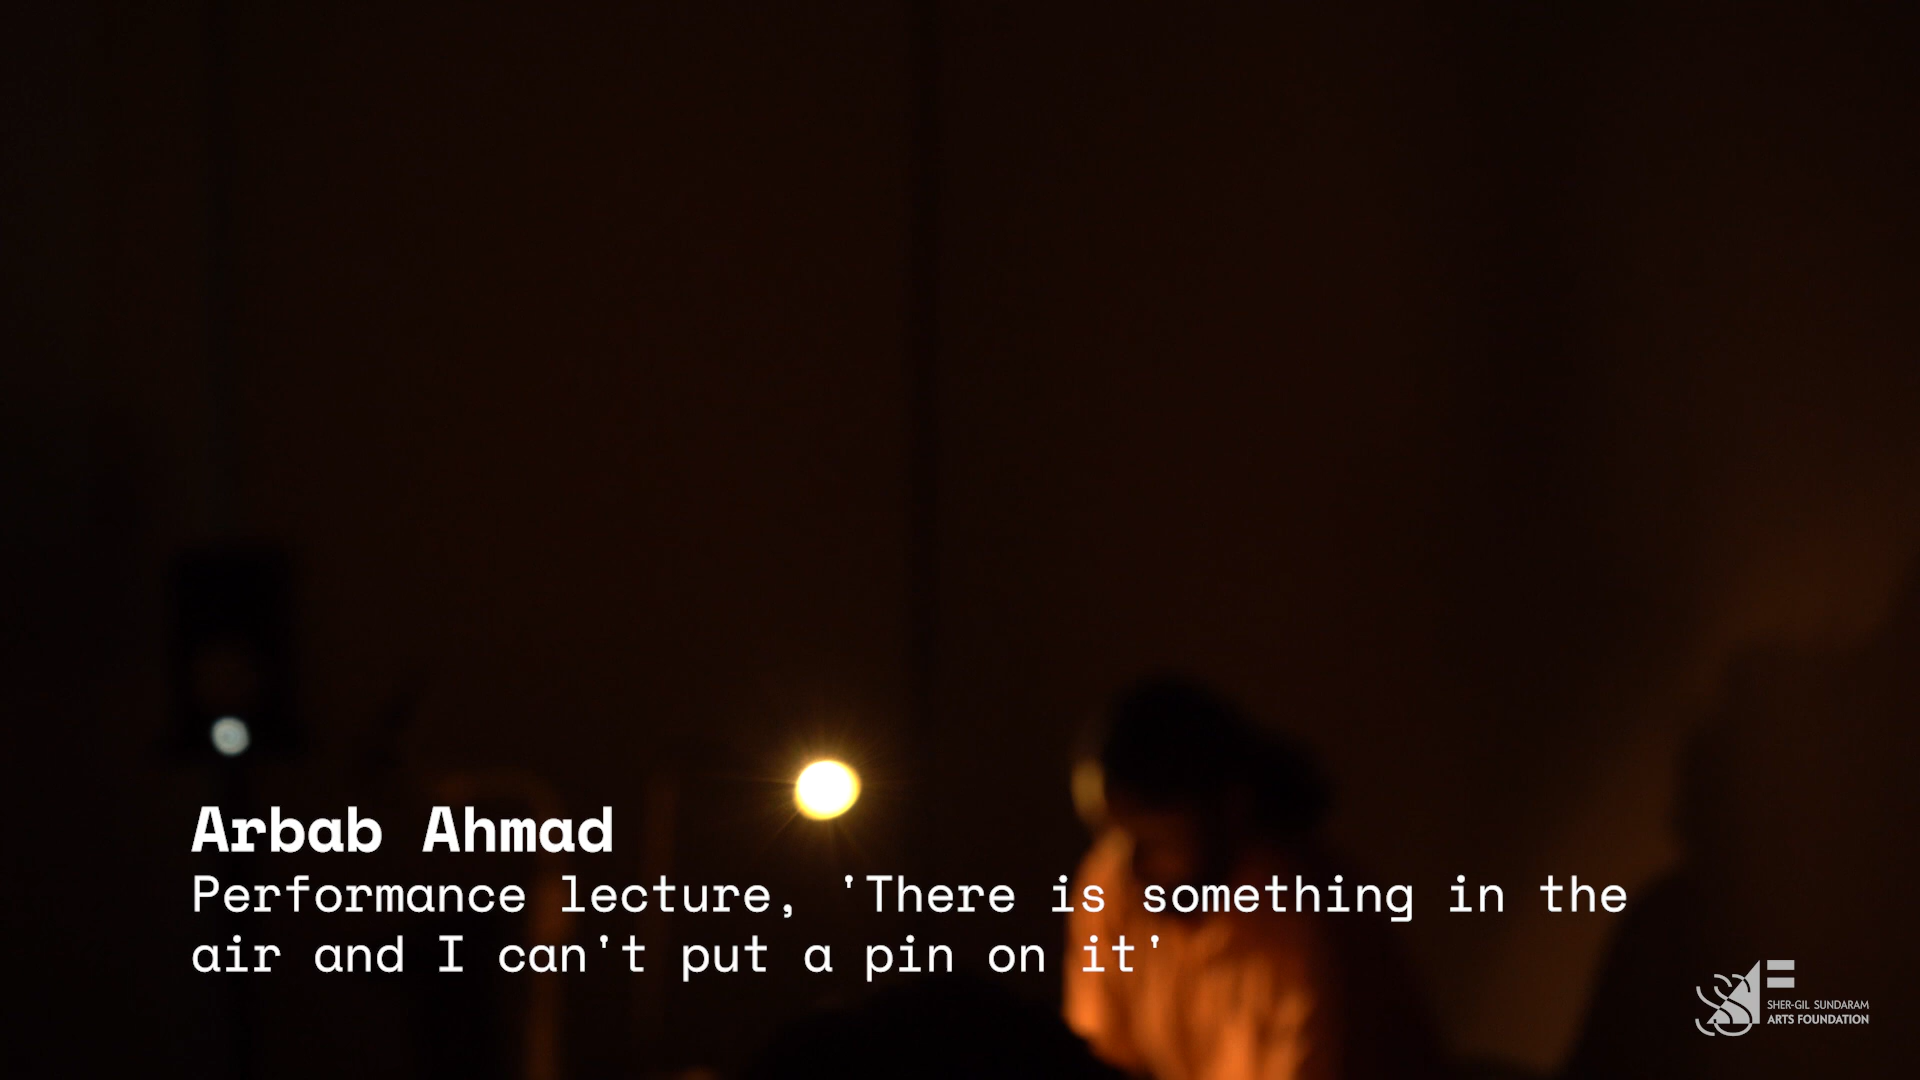 Arbab Ahmad
Performance lecture, 'There is something in the
air and I can't put a pin on it'
SHER-GIL SUNDARAM
ARTS FOUNDATION